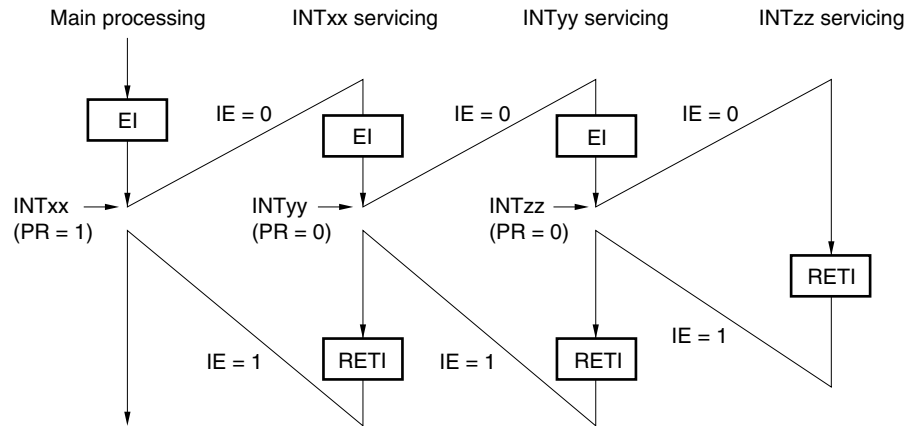 Main processing INTxx servicing INTyy servicing INTzz servicing
EI IE = 0 EI IE = 0 EI IE = 0
INTxx INTyy INTzz
(PR = 1) (PR = 0) (PR = 0)
RETI
IE = 1 RETI IE = 1 RETI IE = 1